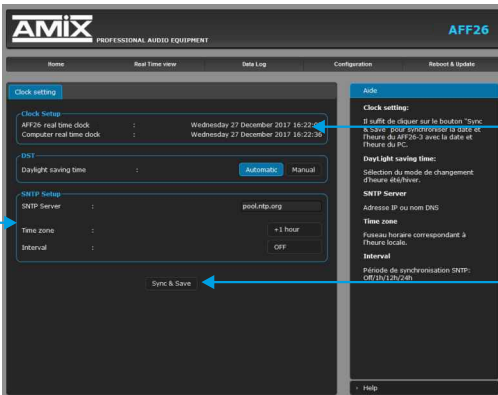 AMIX PROFESSIONAL AUDIO EQUIPMENT
AFF26
Home Real Time view Data Log Configuration Reboot & Update
Clock setting
Clock Setup
AFF26 real time clock : Wednesday 27 December 2017
Computer real time clock : Wednesday 27 December 2017 16:22:36
DST
Daylight saving time : Automatic Manual
SNTP Setup
SNTP Server : pool.ntp.org
Time zone : +1 hour
Interval : OFF
Sync & Save
Aide
Clock setting:
Il suffit de cliquer sur le bouton "Sync
& Save" pour synchroniser la date et
l'heure du AFF26-3 avec la date et
l'heure du PC.
DayLight saving time:
Sélection du mode de changement
d'heure été/hiver.
SNTP Server
Adresse IP ou nom DNS
Time zone
Fuseau horaire correspondant à
l'heure locale.
Interval
Période de synchronisation SNTP:
Off/1h/12h/24h
Help